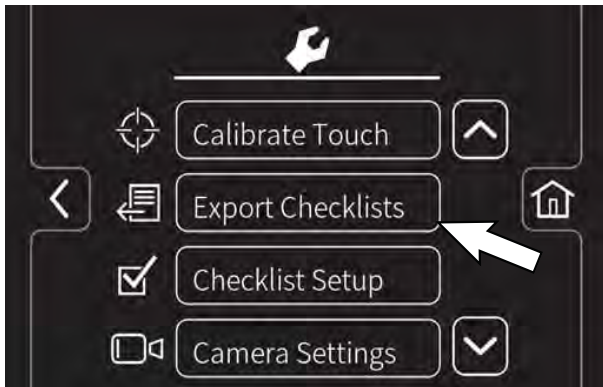 Calibrate Touch
Export Checklists
Checklist Setup
Camera Settings